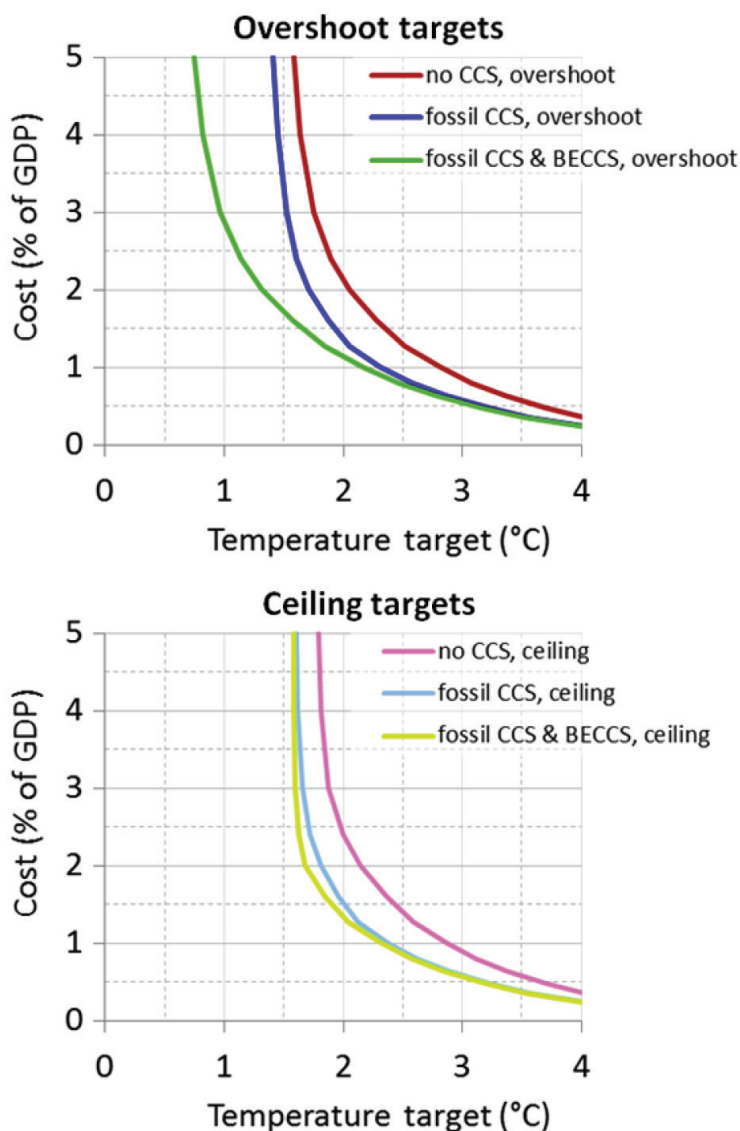 Overshoot targets
5
4
3
2
1
0
Cost (% of GDP)
no CCS, overshoot
fossil CCS, overshoot
fossil CCS & BECCS, overshoot
0 1 2 3 4
Temperature target (°C)
Ceiling targets
5
4
3
2
1
0
Cost (% of GDP)
no CCS, ceiling
fossil CCS, ceiling
fossil CCS & BECCS, ceiling
0 1 2 3 4
Temperature target (°C)